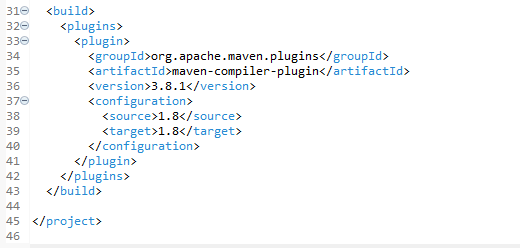 31 <build>
32 <plugins>
33 <plugin>
34 <groupId>org.apache.maven.plugins</groupId>
35 <artifactId>maven-compiler-plugin</artifactId>
36 <version>3.8.1</version>
37 <configuration>
38 <source>1.8</source>
39 <target>1.8</target>
40 </configuration>
41 </plugin>
42 </plugins>
43 </build>
44
45 </project>
46